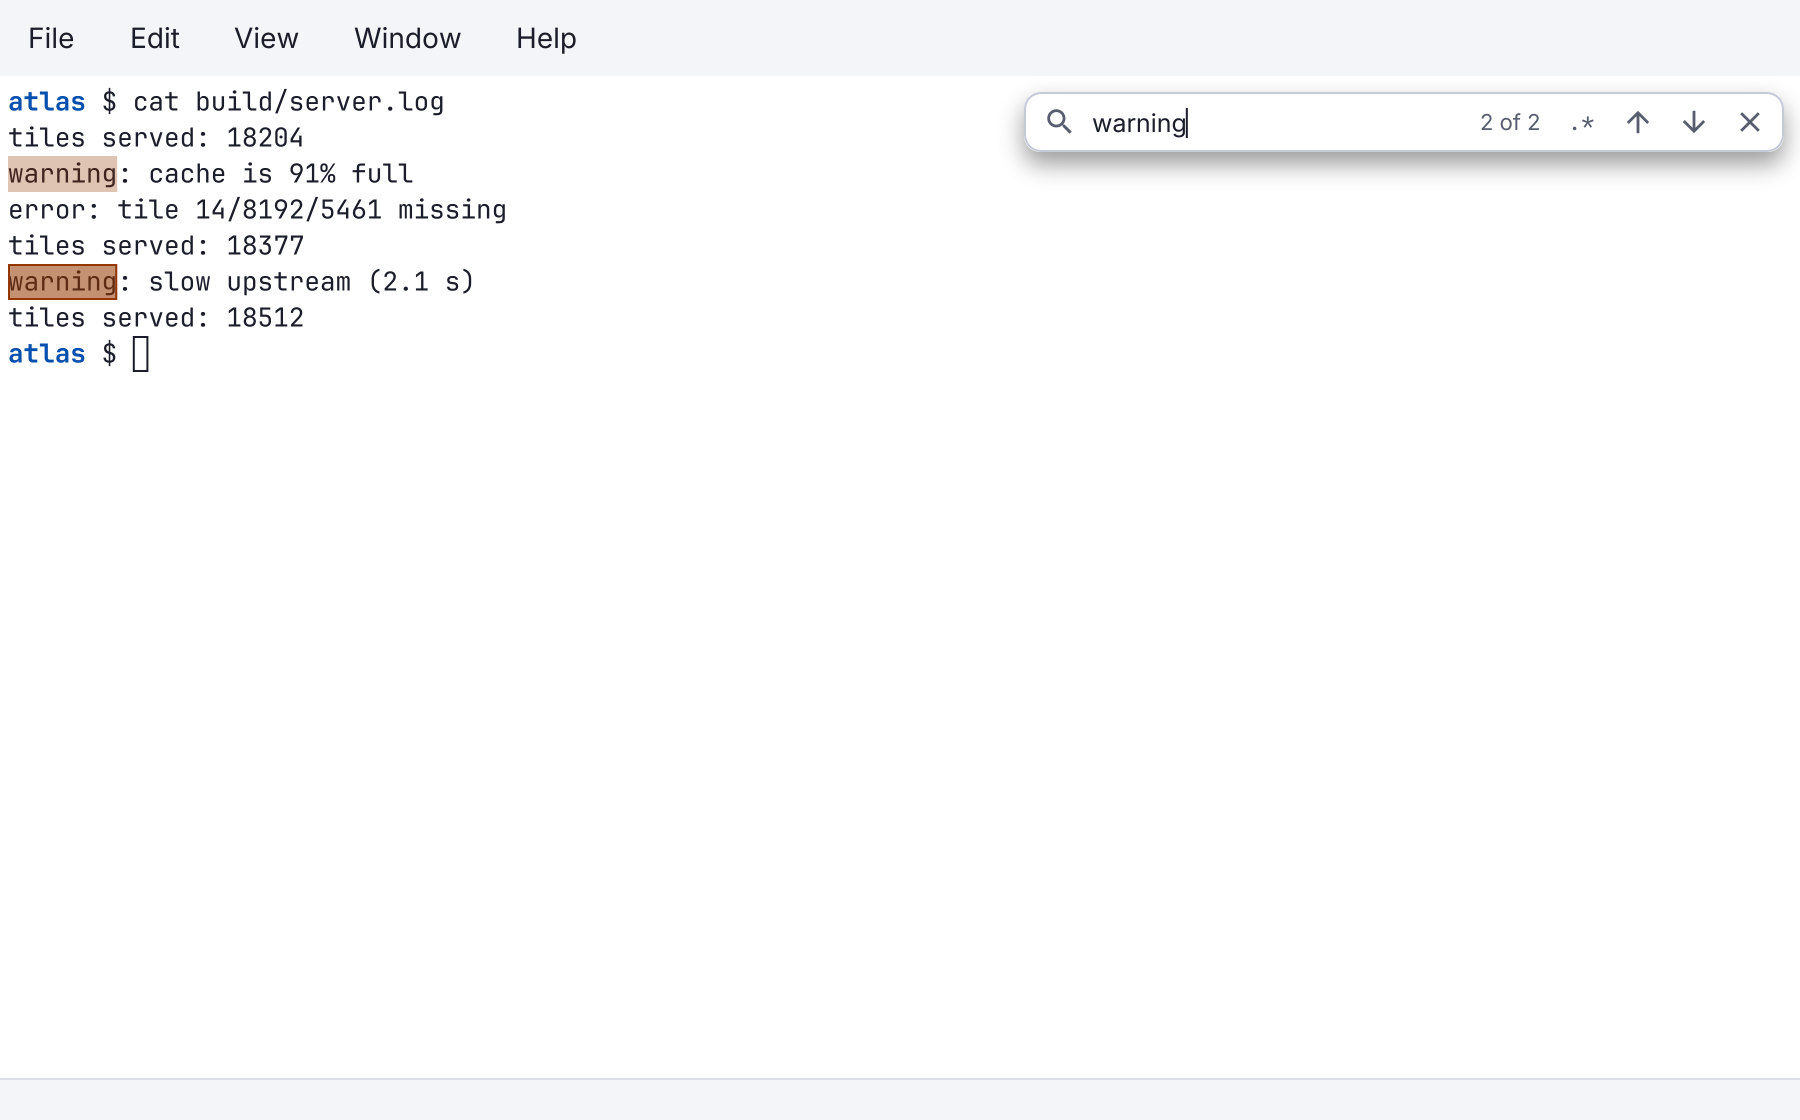 File Edit View Window Help
atlas $ cat build/server.log
warning 2 of 2 .*
tiles served: 18204
warning: cache is 91% full
error: tile 14/8192/5461 missing
tiles served: 18377
warning: slow upstream (2.1 s)
tiles served: 18512
atlas $